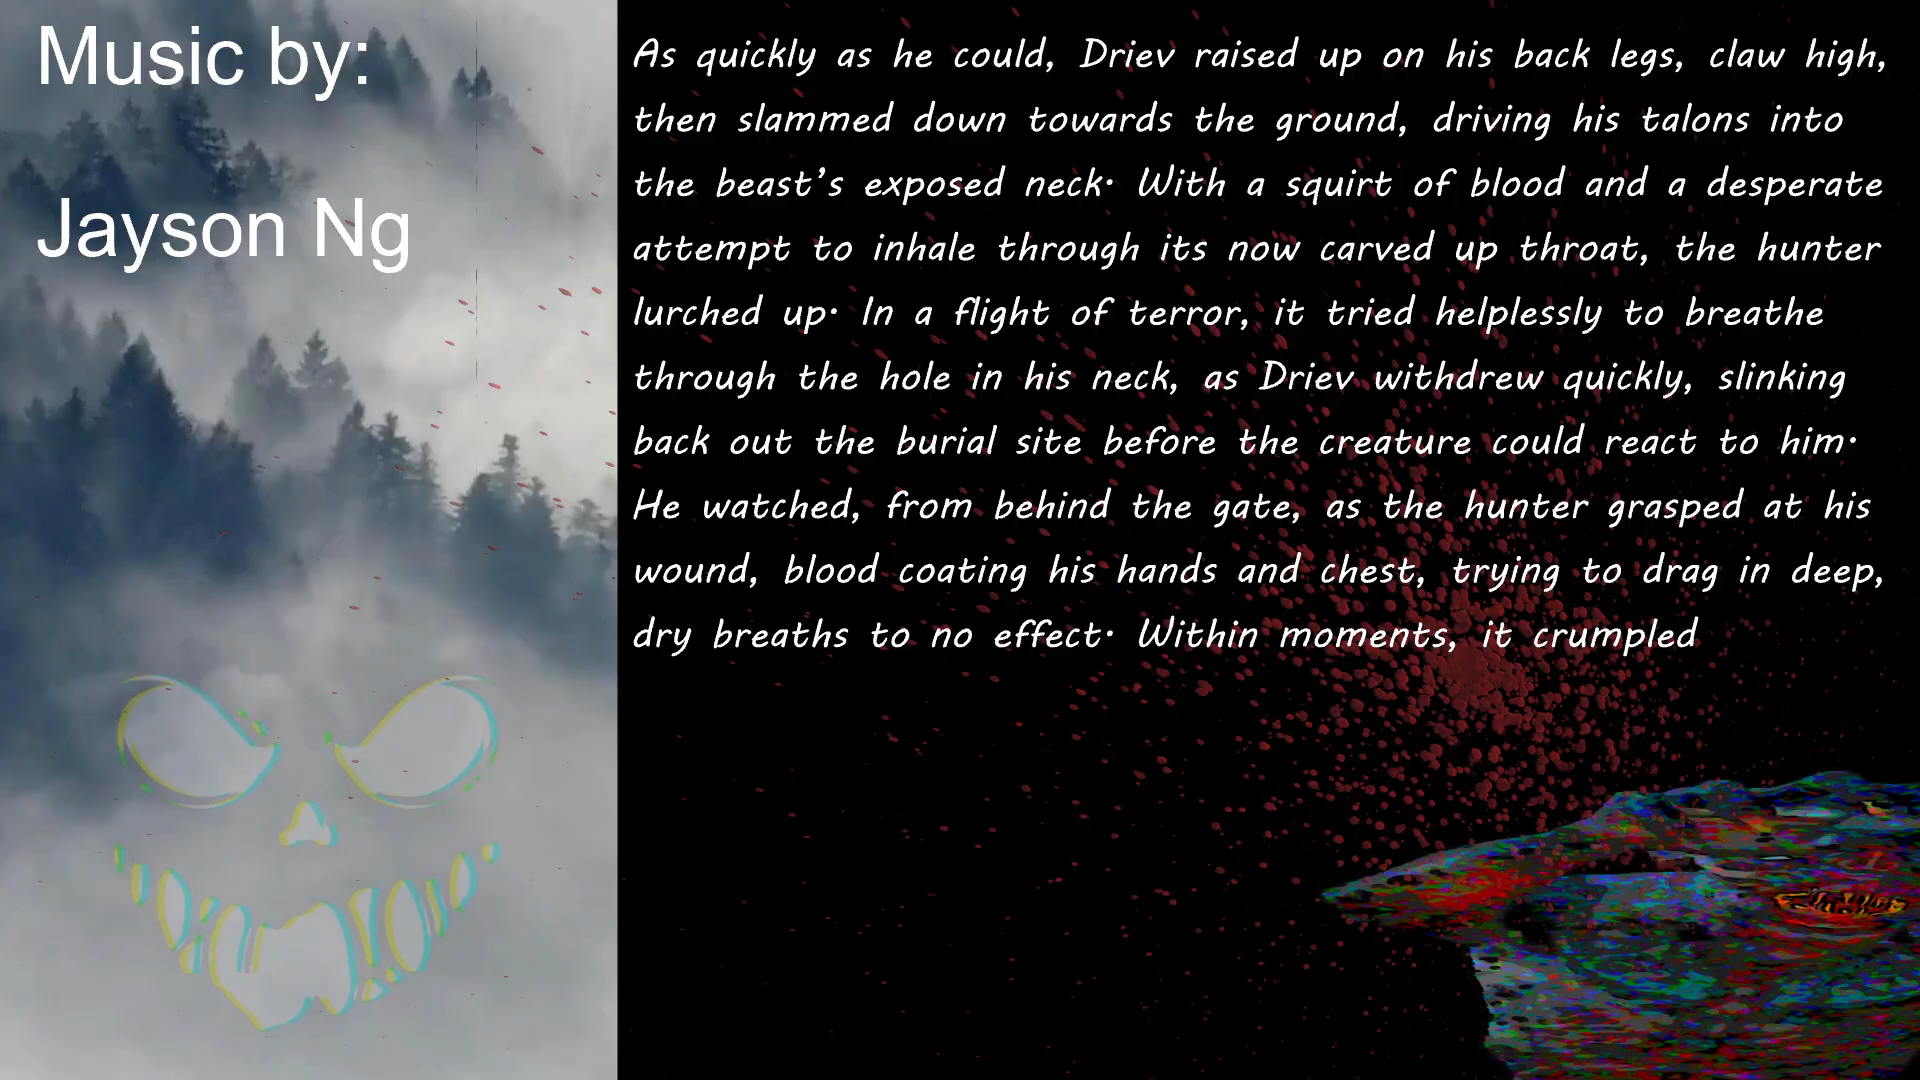 Music by:
Jayson Ng
As quickly as he could, Driev raised up on his back legs, claw high,
then slammed down towards the ground, driving his talons into
the beast's exposed neck. With a squirt of blood and a desperate
attempt to inhale through its now carved up throat, the hunter
lurched up. In a flight of terror, it tried helplessly to breathe
through the hole in his neck, as Driev withdrew quickly, slinking
back out the burial site before the creature could react to him.
He watched, from behind the gate, as the hunter grasped at his
wound, blood coating his hands and chest, trying to drag in deep,
dry breaths to no effect. Within moments, it crumpled